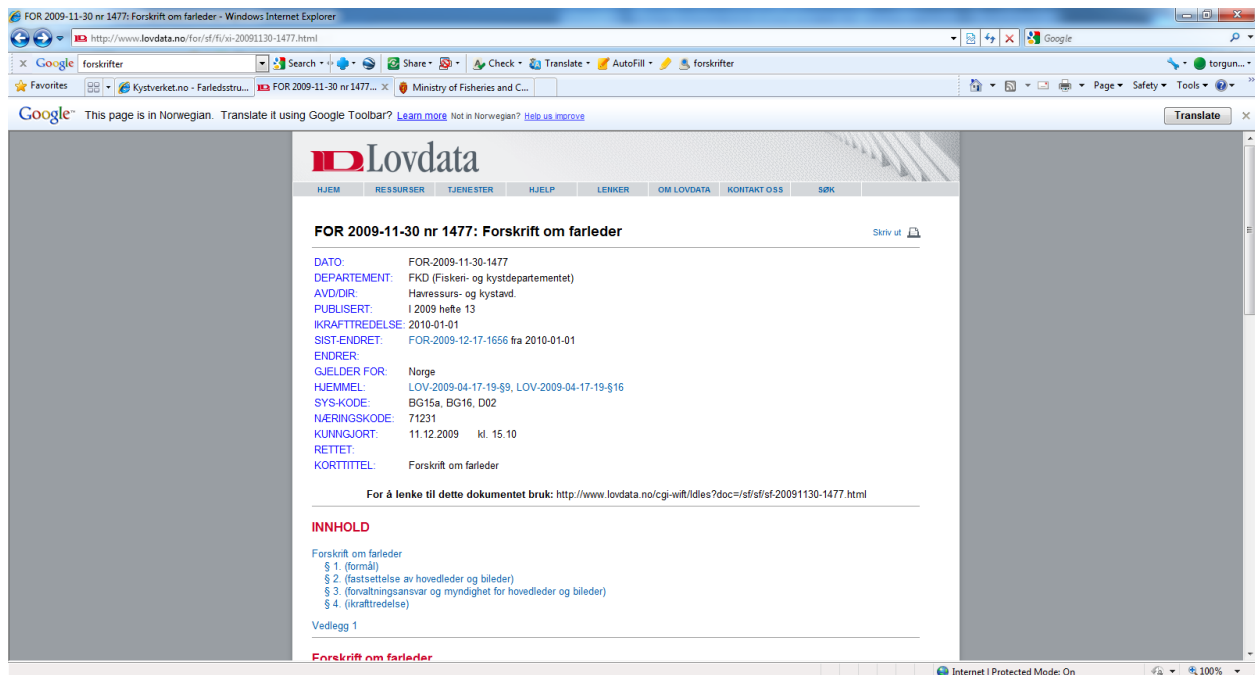 FOR 2009-11-30 nr 1477: Forskrift om farleder - Windows Internet Explorer
http://www.lovdata.no/for/sf/fi/xi-20091130-1477.html
Google
x Google forskrifter Search Share Check Translate AutoFill forskrifter torgun...
Favorites Kystverket.no - Farledsstru... FOR 2009-11-30 nr 1477... x Ministry of Fisheries and C... Page Safety Tools
Google™ This page is in Norwegian. Translate it using Google Toolbar? Learn more Not in Norwegian? Help us improve Translate
Lovdata
HJEM RESSURSER TJENESTER HJELP LENKER OM LOVDATA KONTAKT OSS SØK
FOR 2009-11-30 nr 1477: Forskrift om farleder
Skriv ut
DATO: FOR-2009-11-30-1477
DEPARTEMENT: FKD (Fiskeri- og kystdepartementet)
AVD/DIR: Havressurs- og kystavd.
PUBLISERT: I 2009 hefte 13
IKRAFTTREDELSE: 2010-01-01
SIST-ENDRET: FOR-2009-12-17-1656 fra 2010-01-01
ENDRER:
GJELDER FOR: Norge
HJEMMEL: LOV-2009-04-17-19-§9, LOV-2009-04-17-19-§16
SYS-KODE: BG15a, BG16, D02
NÆRINGSKODE: 71231
KUNNGJORT: 11.12.2009 kl. 15.10
RETTET:
KORTTITTEL: Forskrift om farleder
For å lenke til dette dokumentet bruk: http://www.lovdata.no/cgi-wift/ldles?doc=/sf/sf/sf-20091130-1477.html
INNHOLD
Forskrift om farleder
§ 1. (formål)
§ 2. (fastsettelse av hovedleder og bileder)
§ 3. (forvaltningsansvar og myndighet for hovedleder og bileder)
§ 4. (ikrafttredelse)
Vedlegg 1
Forskrift om farleder
Internet | Protected Mode: On 100%